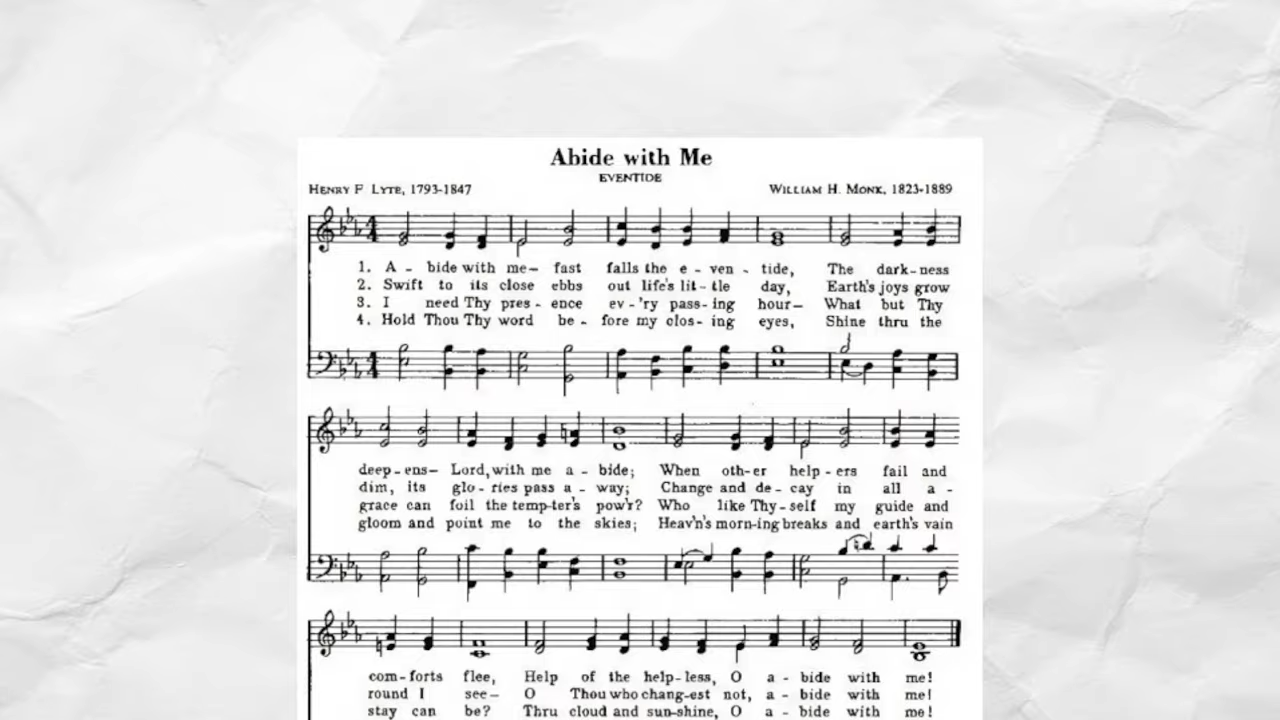 Abide with Me
EVENTIDE
HENRY F. LYTE, 1793-1847 WILLIAM H. MONK, 1823-1889
1. A - bide with me— fast falls the e - ven - tide, The dark-ness
2. Swift to its close ebbs out life's lit - tle day, Earth's joys grow
3. I need Thy pres - ence ev - 'ry pass - ing hour— What but Thy
4. Hold Thou Thy word be - fore my clos - ing eyes, Shine thru the
deep - ens— Lord, with me a - bide; When oth-er help - ers fail and
dim, its glo - ries pass a - way; Change and de - cay in all a -
grace can foil the temp-ter's pow'r? Who like Thy - self my guide and
gloom and point me to the skies; Heav'n's morn-ing breaks and earth's vain
com-forts flee, Help of the help-less, O a - bide with me!
round I see— O Thou who chang-est not, a - bide with me!
stay can be? Thru cloud and sun-shine, O a - bide with me!